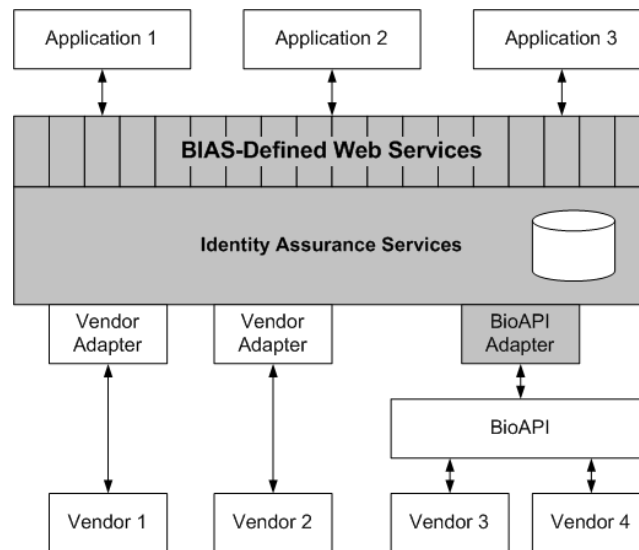 Application 1
Application 2
Application 3
BIAS-Defined Web Services
Identity Assurance Services
Vendor
Adapter
Vendor
Adapter
BioAPI
Adapter
BioAPI
Vendor 1
Vendor 2
Vendor 3
Vendor 4